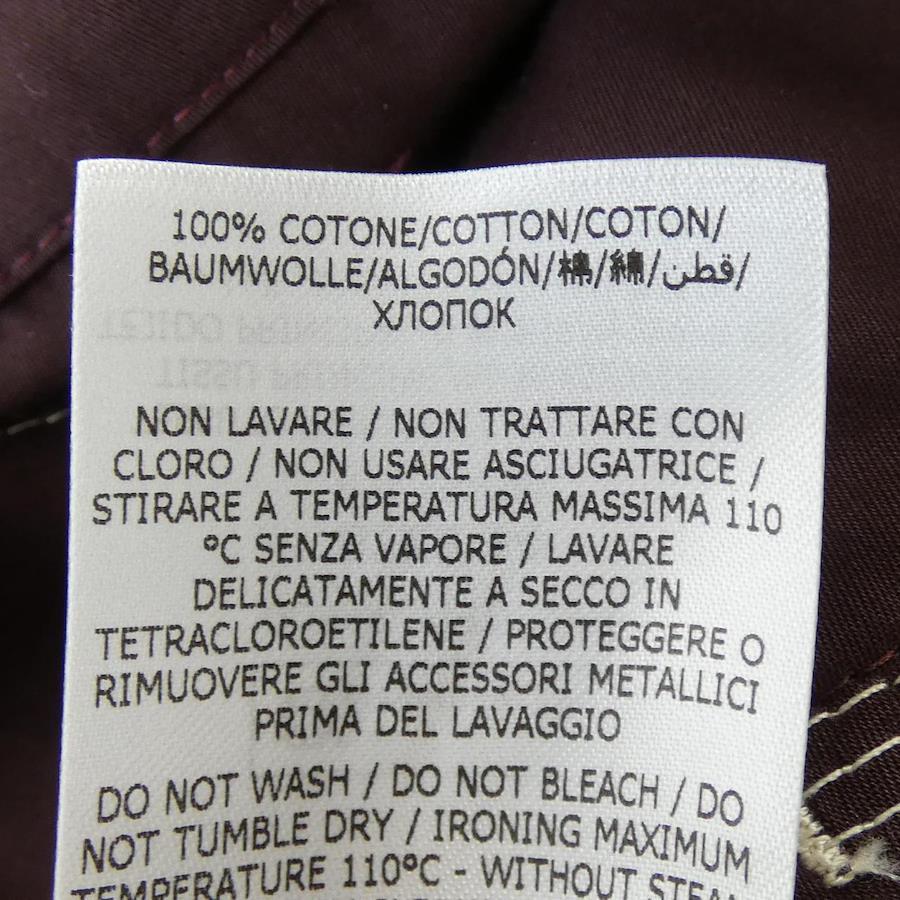 100% COTONE/COTTON/COTON/
BAUMWOLLE/ALGODÓN/棉/綿/قطن/
ХЛОПОК
NON LAVARE / NON TRATTARE CON
CLORO / NON USARE ASCIUGATRICE /
STIRARE A TEMPERATURA MASSIMA 110
°C SENZA VAPORE / LAVARE
DELICATAMENTE A SECCO IN
TETRACLOROETILENE / PROTEGGERE O
RIMUOVERE GLI ACCESSORI METALLICI
PRIMA DEL LAVAGGIO
DO NOT WASH / DO NOT BLEACH / DO
NOT TUMBLE DRY / IRONING MAXIMUM
TEMPERATURE 110°C - WITHOUT